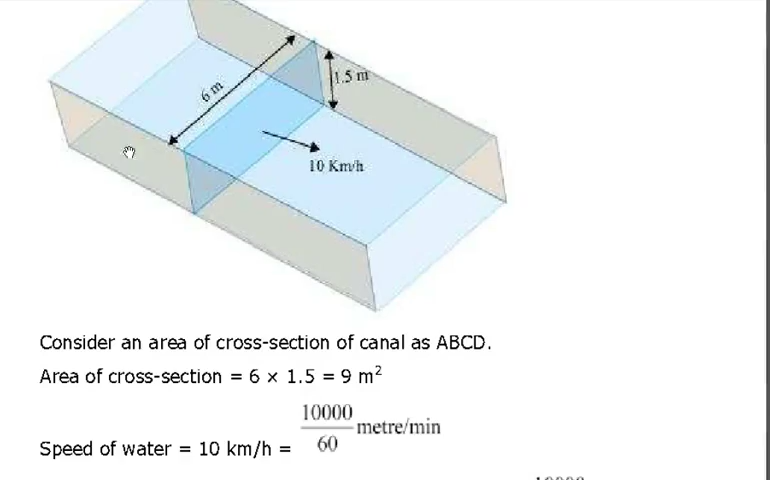 6 m
1.5 m
10 Km/h
Consider an area of cross-section of canal as ABCD.
Area of cross-section = 6 × 1.5 = 9 m²
Speed of water = 10 km/h = 10000/60 metre/min